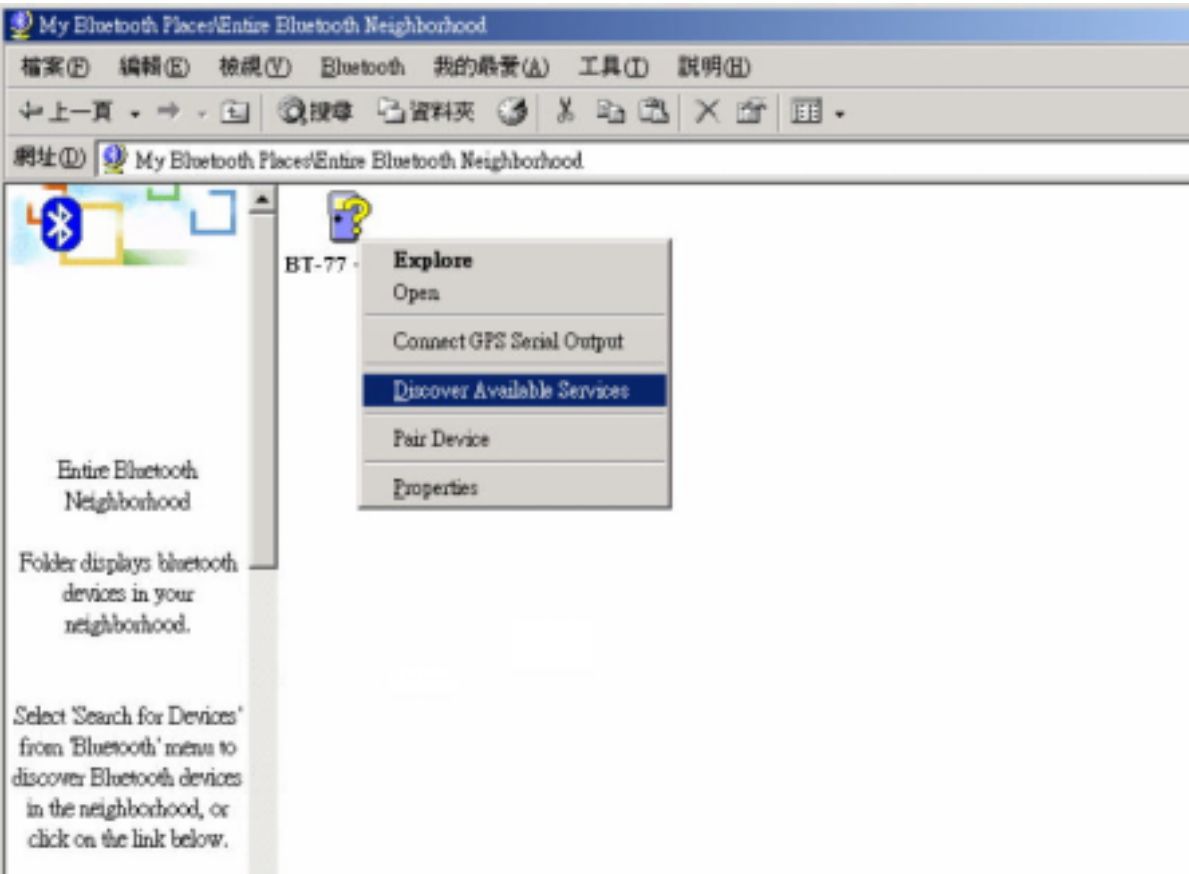 My Bluetooth Places\Entire Bluetooth Neighborhood
檔案(F) 編輯(E) 檢視(V) Bluetooth 我的最愛(A) 工具(T) 說明(H)
上一頁 搜尋 資料夾
網址(D) My Bluetooth Places\Entire Bluetooth Neighborhood
BT-77 -
Explore
Open
Connect GPS Serial Output
Discover Available Services
Pair Device
Properties
Entire Bluetooth
Neighborhood
Folder displays bluetooth
devices in your
neighborhood.
Select 'Search for Devices'
from 'Bluetooth' menu to
discover Bluetooth devices
in the neighborhood, or
click on the link below.